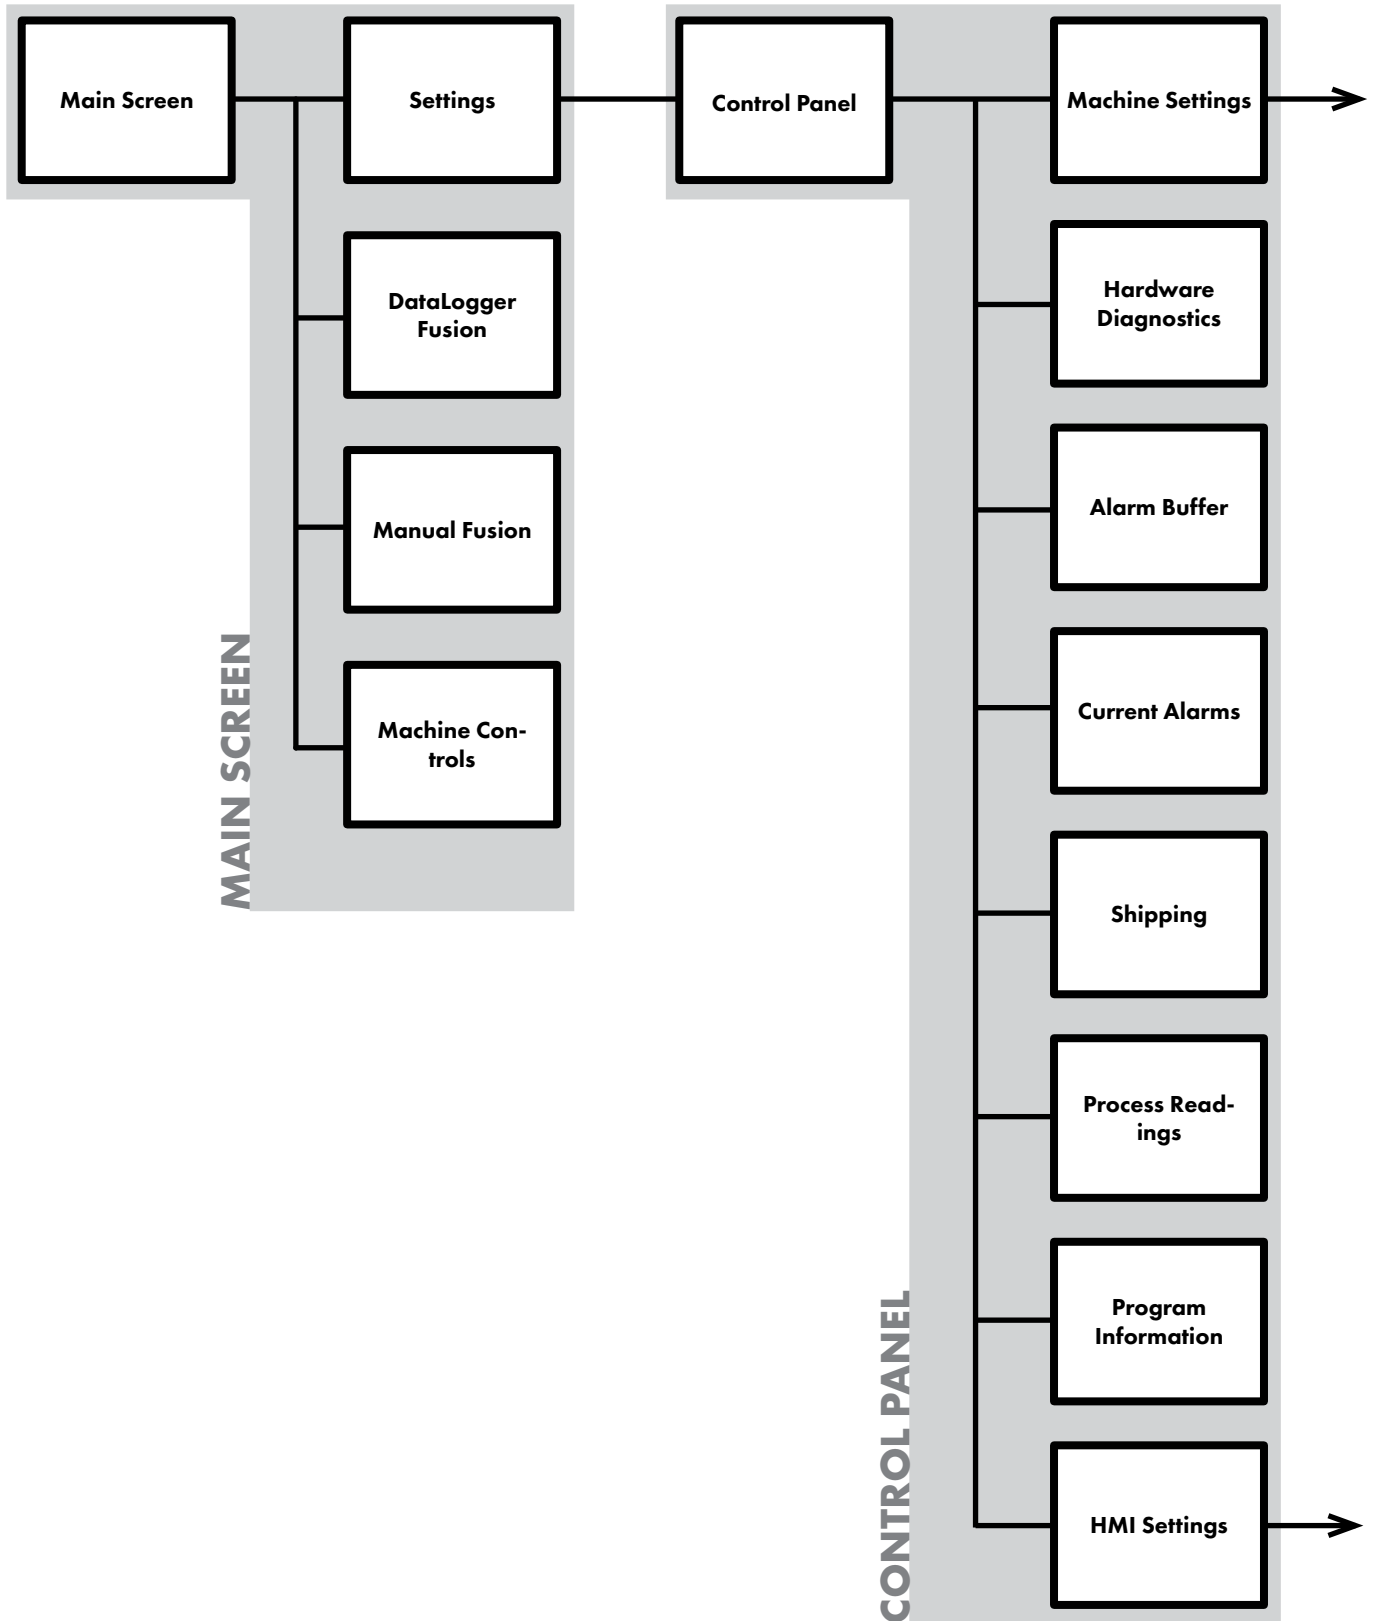 Main Screen
Settings
DataLogger
Fusion
Manual Fusion
Machine Con-
trols
MAIN SCREEN
Control Panel
Machine Settings
Hardware
Diagnostics
Alarm Buffer
Current Alarms
Shipping
Process Read-
ings
Program
Information
HMI Settings
CONTROL PANEL